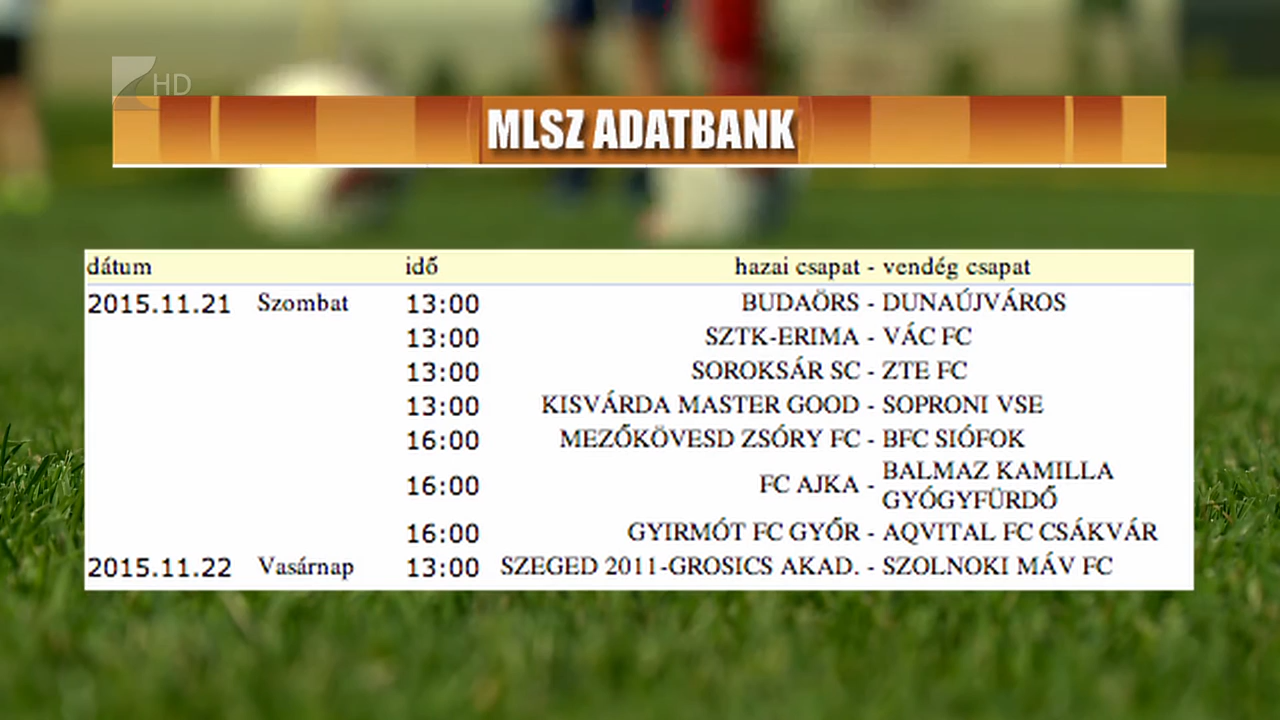 HD
MLSZ ADATBANK
dátum idő hazai csapat - vendég csapat
2015.11.21 Szombat 13:00 BUDAÖRS - DUNAÚJVÁROS
13:00 SZTK-ERIMA - VÁC FC
13:00 SOROKSÁR SC - ZTE FC
13:00 KISVÁRDA MASTER GOOD - SOPRONI VSE
16:00 MEZŐKÖVESD ZSÓRY FC - BFC SIÓFOK
16:00 FC AJKA - BALMAZ KAMILLA
GYÓGYFÜRDŐ
16:00 GYIRMÓT FC GYŐR - AQVITAL FC CSÁKVÁR
2015.11.22 Vasárnap 13:00 SZEGED 2011-GROSICS AKAD. - SZOLNOKI MÁV FC